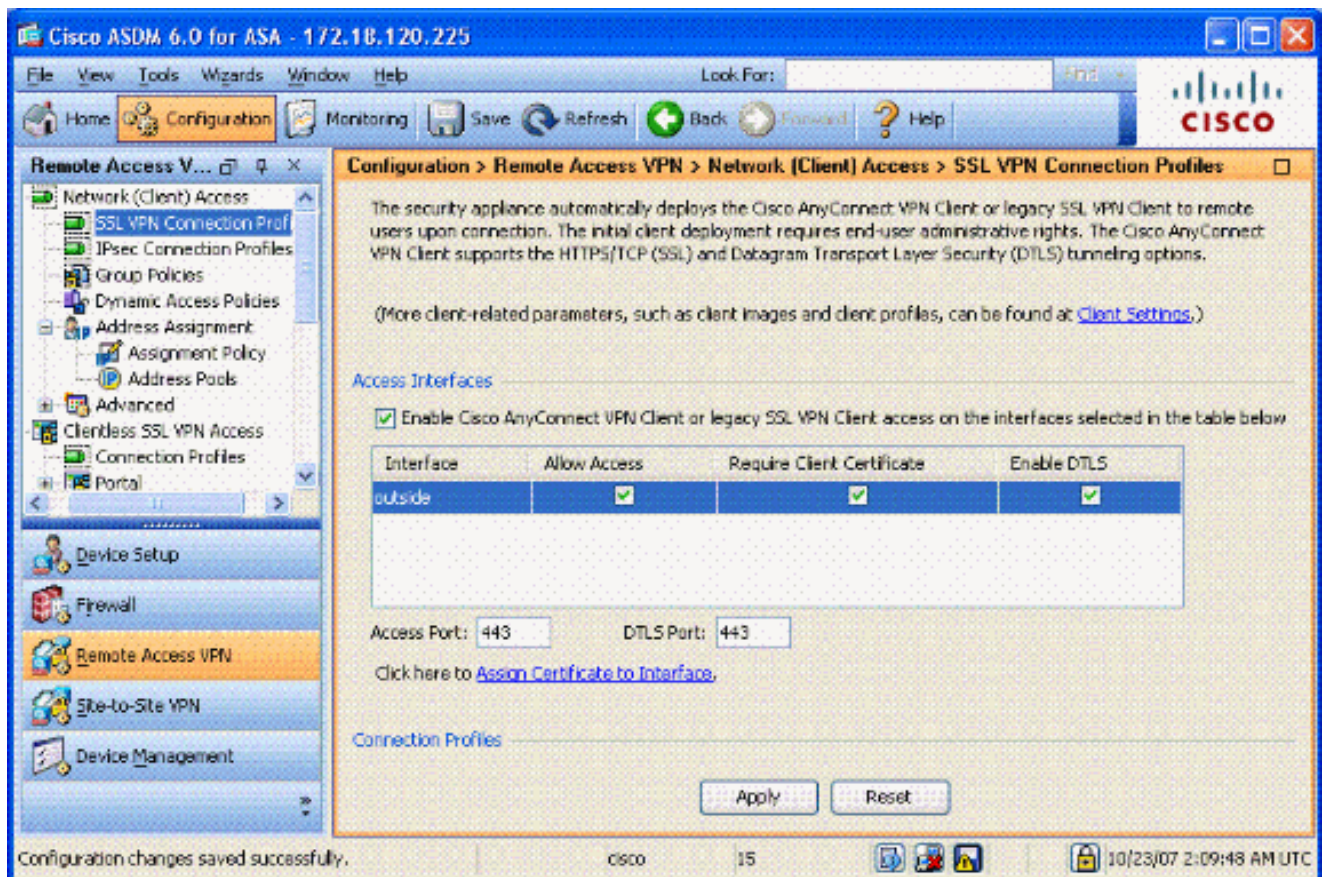 Cisco ASDM 6.0 for ASA - 172.18.120.225
File View Tools Wizards Window Help Look For: Find
Home Configuration Monitoring Save Refresh Back Forward Help
CISCO
Remote Access V...
Network (Client) Access
SSL VPN Connection Prof
IPsec Connection Profiles
Group Policies
Dynamic Access Policies
Address Assignment
Assignment Policy
Address Pools
Advanced
Clientless SSL VPN Access
Connection Profiles
Portal
Device Setup
Firewall
Remote Access VPN
Site-to-Site VPN
Device Management
Configuration > Remote Access VPN > Network (Client) Access > SSL VPN Connection Profiles
The security appliance automatically deploys the Cisco AnyConnect VPN Client or legacy SSL VPN Client to remote
users upon connection. The initial client deployment requires end-user administrative rights. The Cisco AnyConnect
VPN Client supports the HTTPS/TCP (SSL) and Datagram Transport Layer Security (DTLS) tunneling options.
(More client-related parameters, such as client images and client profiles, can be found at Client Settings.)
Access Interfaces
Enable Cisco AnyConnect VPN Client or legacy SSL VPN Client access on the interfaces selected in the table below
Interface Allow Access Require Client Certificate Enable DTLS
outside
Access Port: 443 DTLS Port: 443
Click here to Assign Certificate to Interface.
Connection Profiles
Apply Reset
Configuration changes saved successfully. cisco 15 10/23/07 2:09:48 AM UTC